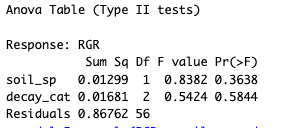 Anova Table (Type II tests)
Response: RGR
Sum Sq Df F value Pr(>F)
soil_sp 0.01299 1 0.8382 0.3638
decay_cat 0.01681 2 0.5424 0.5844
Residuals 0.86762 56